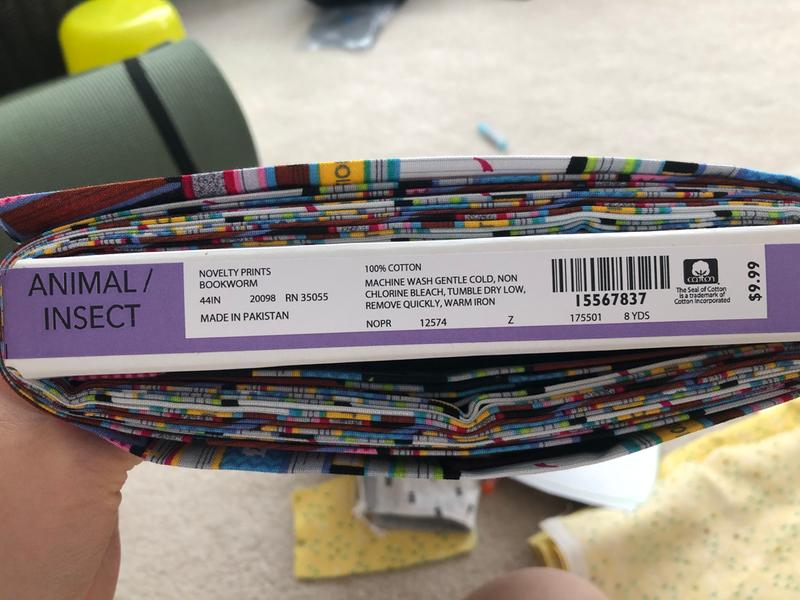 ANIMAL /
INSECT
NOVELTY PRINTS
BOOKWORM
44IN 20098 RN 35055
MADE IN PAKISTAN
100% COTTON
MACHINE WASH GENTLE COLD, NON
CHLORINE BLEACH, TUMBLE DRY LOW,
REMOVE QUICKLY, WARM IRON
NOPR 12574 Z
15567837
175501 8 YDS
cotton
The Seal of Cotton
is a trademark of
Cotton Incorporated
$9.99